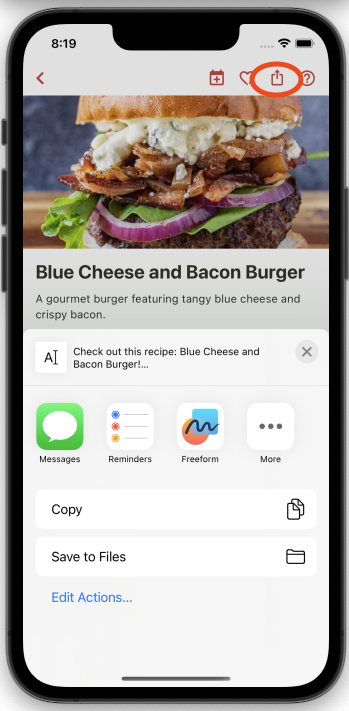 8:19
?
Blue Cheese and Bacon Burger
A gourmet burger featuring tangy blue cheese and
crispy bacon.
A
Check out this recipe: Blue Cheese and
Bacon Burger!...
Messages
Reminders
Freeform
More
Copy
Save to Files
Edit Actions...